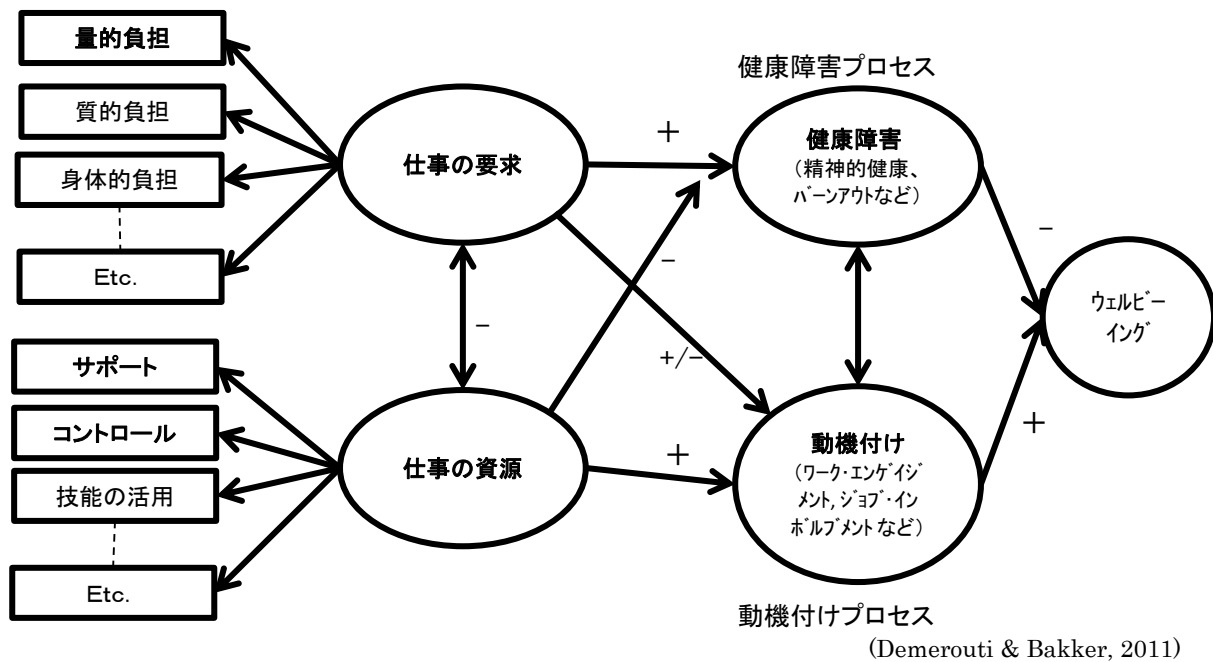 量的負担
質的負担
身体的負担
Etc.
サポート
コントロール
技能の活用
Etc.
仕事の要求
仕事の資源
−
+
−
+/−
+
健康障害プロセス
健康障害
(精神的健康、
ﾊﾞｰﾝｱｳﾄなど)
動機付け
(ﾜｰｸ・ｴﾝｹﾞｲｼﾞ
ﾒﾝﾄ,ｼﾞｮﾌﾞ・ｲﾝ
ﾎﾞﾙﾌﾞﾒﾝﾄなど)
動機付けプロセス
−
+
ｳｪﾙﾋﾞｰ
ｲﾝｸﾞ
(Demerouti & Bakker, 2011)